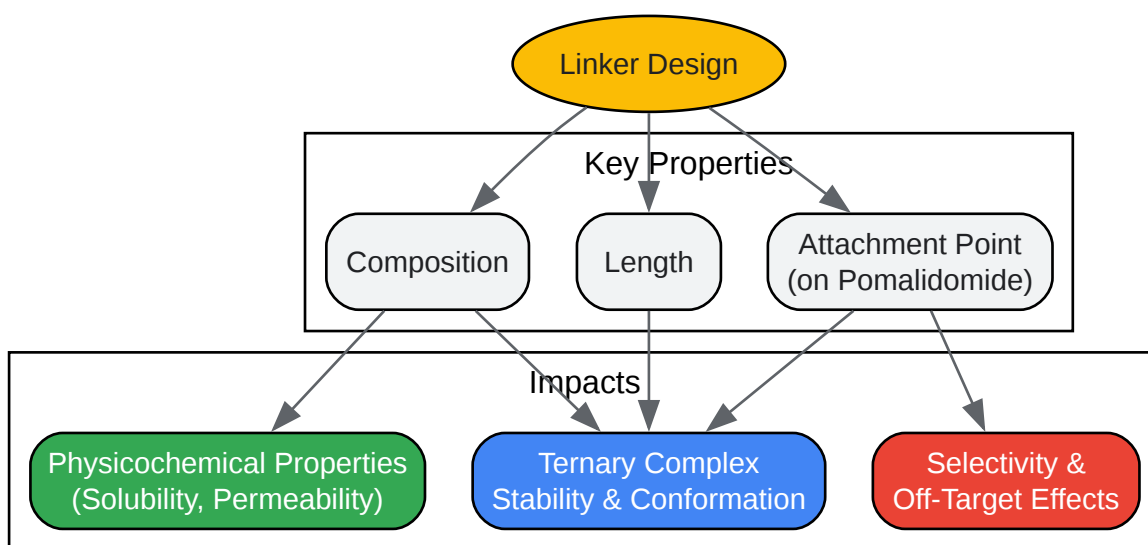 Linker Design
Key Properties
Composition
Length
Attachment Point
(on Pomalidomide)
Impacts
Physicochemical Properties
(Solubility, Permeability)
Ternary Complex
Stability & Conformation
Selectivity &
Off-Target Effects